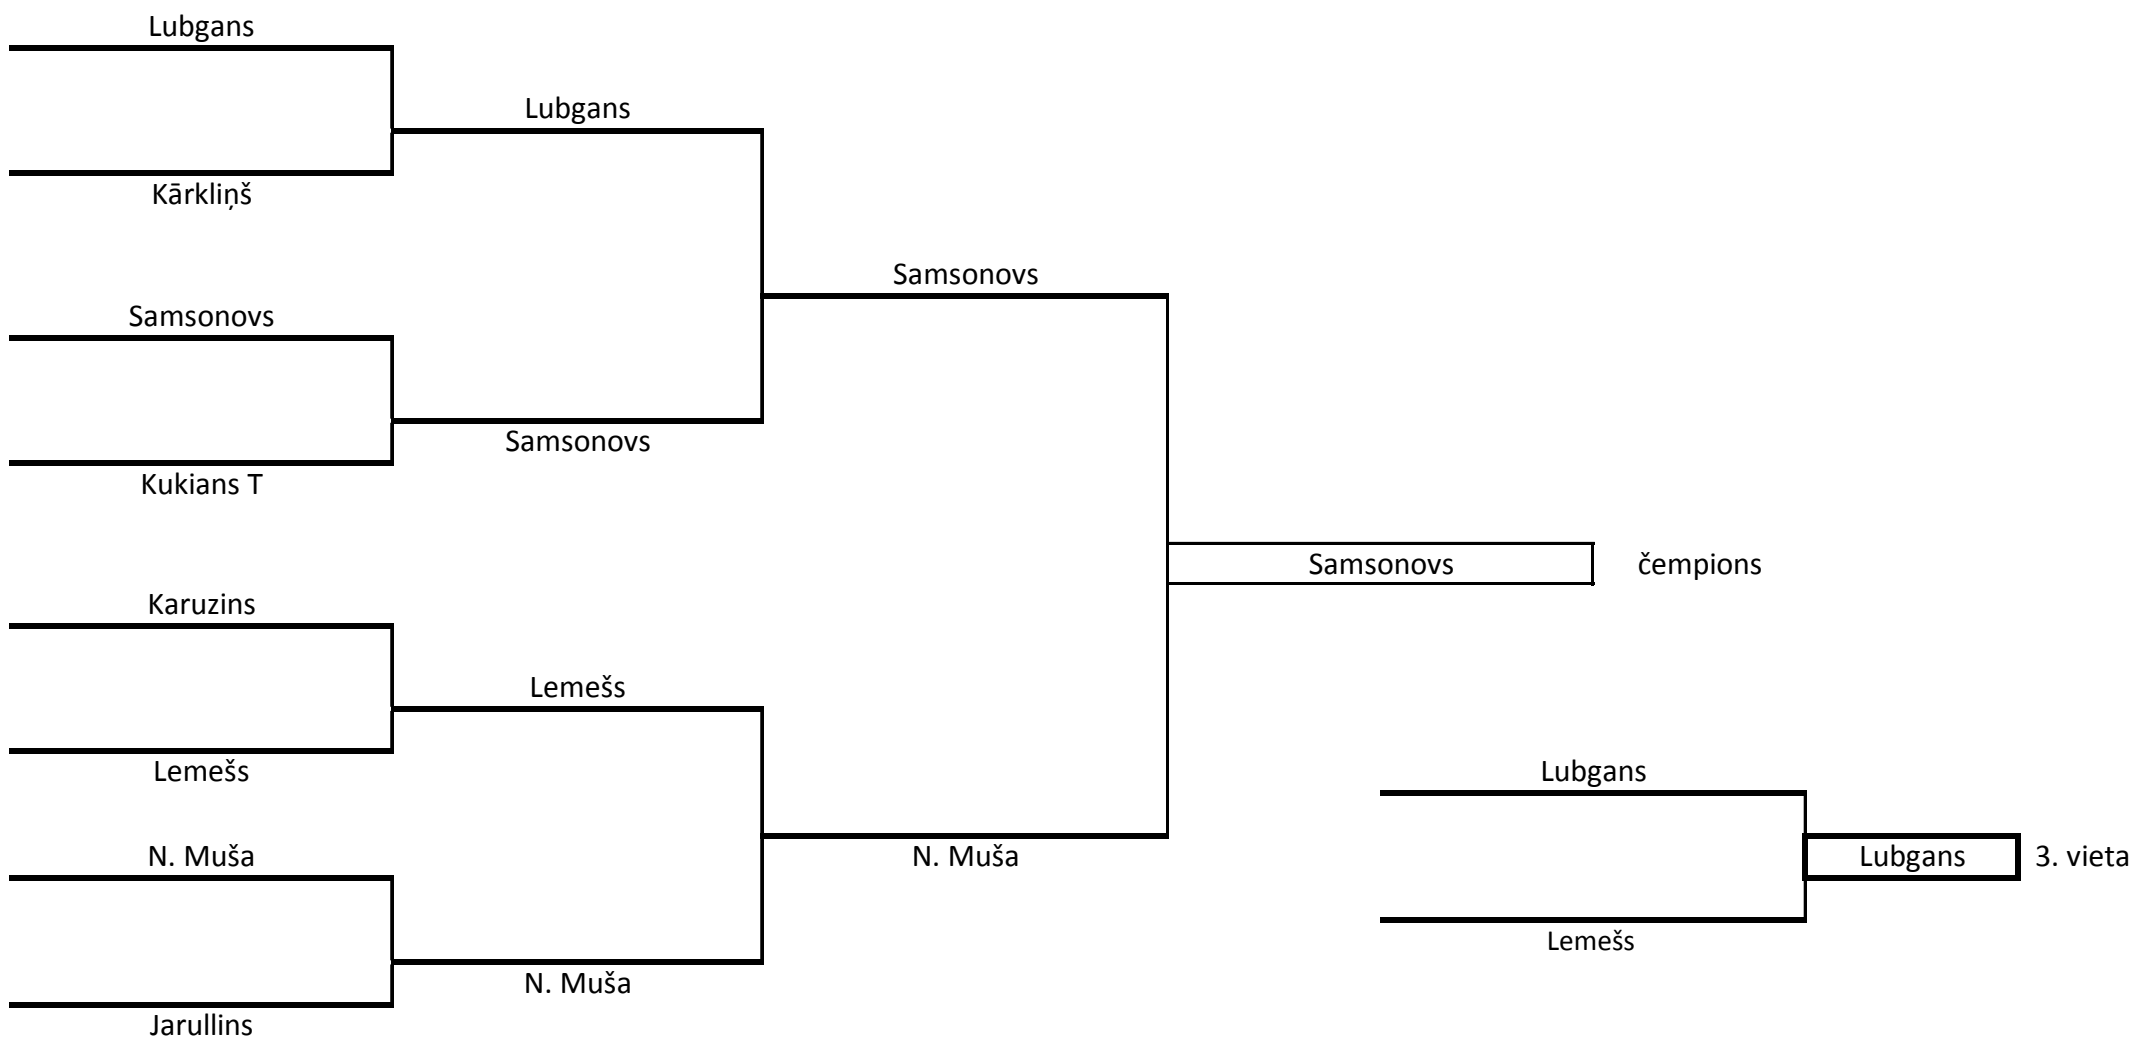 Lubgans
Lubgans
Kārkliņš
Samsonovs
Samsonovs
Samsonovs
Kukians T
Samsonovs čempions
Karuzins
Lemešs
Lemešs
Lubgans
N. Muša
N. Muša
Lubgans 3. vieta
Lemešs
N. Muša
Jarullins